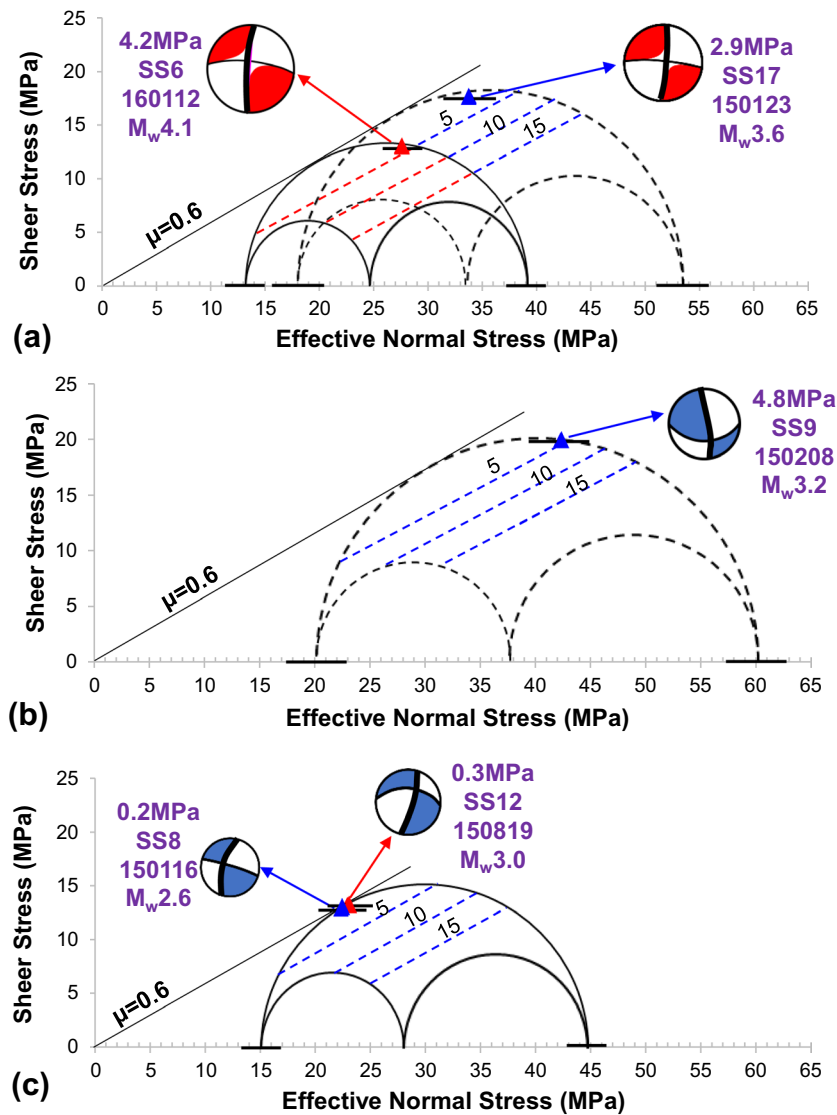 4.2MPa
SS6
160112
Mw4.1
2.9MPa
SS17
150123
Mw3.6
25
20
15
10
5
0
Sheer Stress (MPa)
μ=0.6
5
10
15
0 5 10 15 20 25 30 35 40 45 50 55 60 65
Effective Normal Stress (MPa)
(a)
4.8MPa
SS9
150208
Mw3.2
25
20
15
10
5
0
Sheer Stress (MPa)
μ=0.6
5
10
15
0 5 10 15 20 25 30 35 40 45 50 55 60 65
Effective Normal Stress (MPa)
(b)
0.2MPa
SS8
150116
Mw2.6
0.3MPa
SS12
150819
Mw3.0
25
20
15
10
5
0
Sheer Stress (MPa)
μ=0.6
5
10
15
0 5 10 15 20 25 30 35 40 45 50 55 60 65
Effective Normal Stress (MPa)
(c)